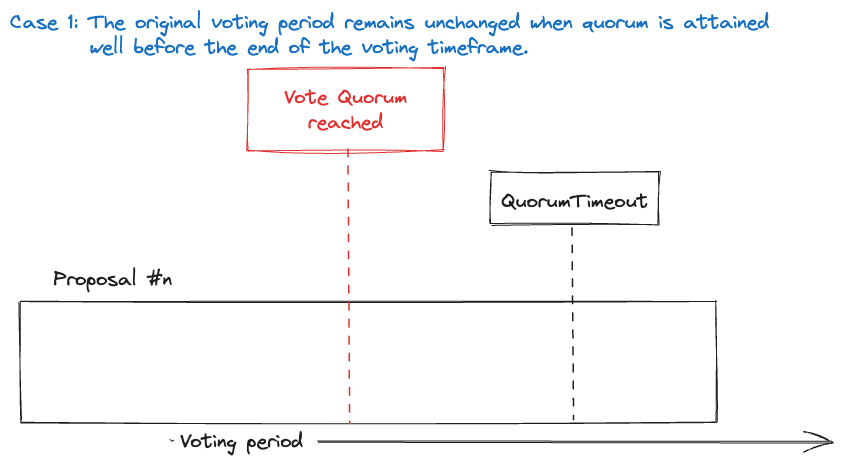 Case 1: The original voting period remains unchanged when quorum is attained
well before the end of the voting timeframe.
Vote Quorum
reached
QuorumTimeout
Proposal #n
Voting period